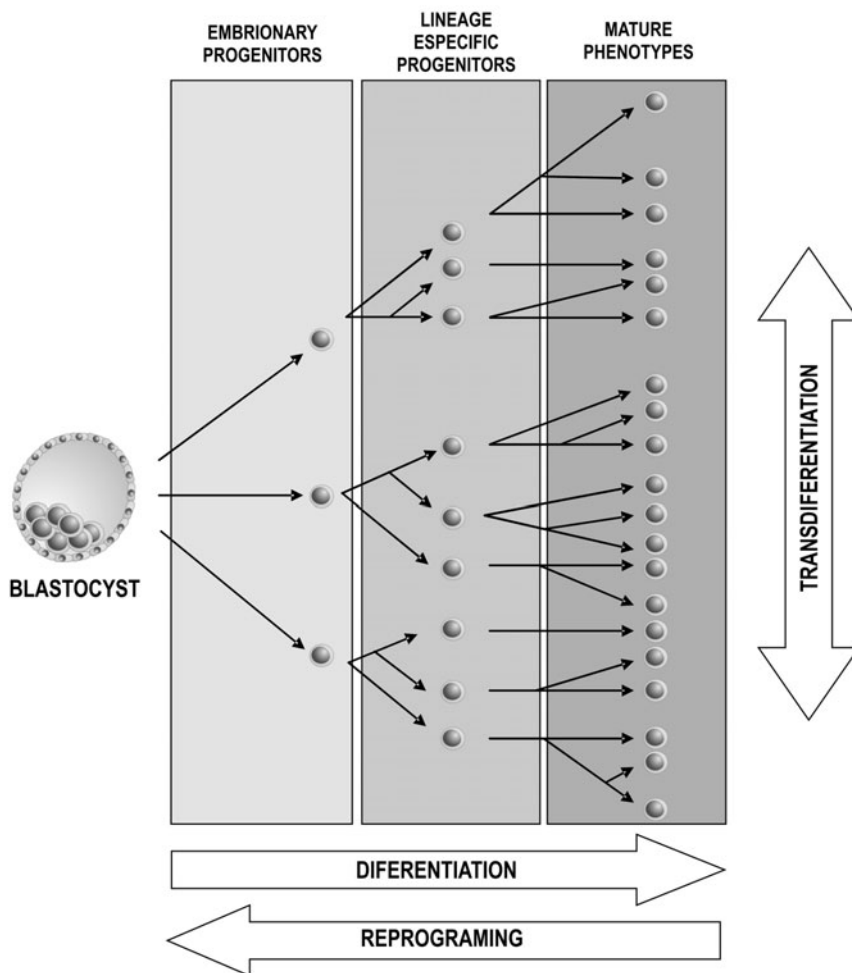 EMBRIONARY
PROGENITORS
LINEAGE
ESPECIFIC
PROGENITORS
MATURE
PHENOTYPES
BLASTOCYST
TRANSDIFERENTIATION
DIFERENTIATION
REPROGRAMING